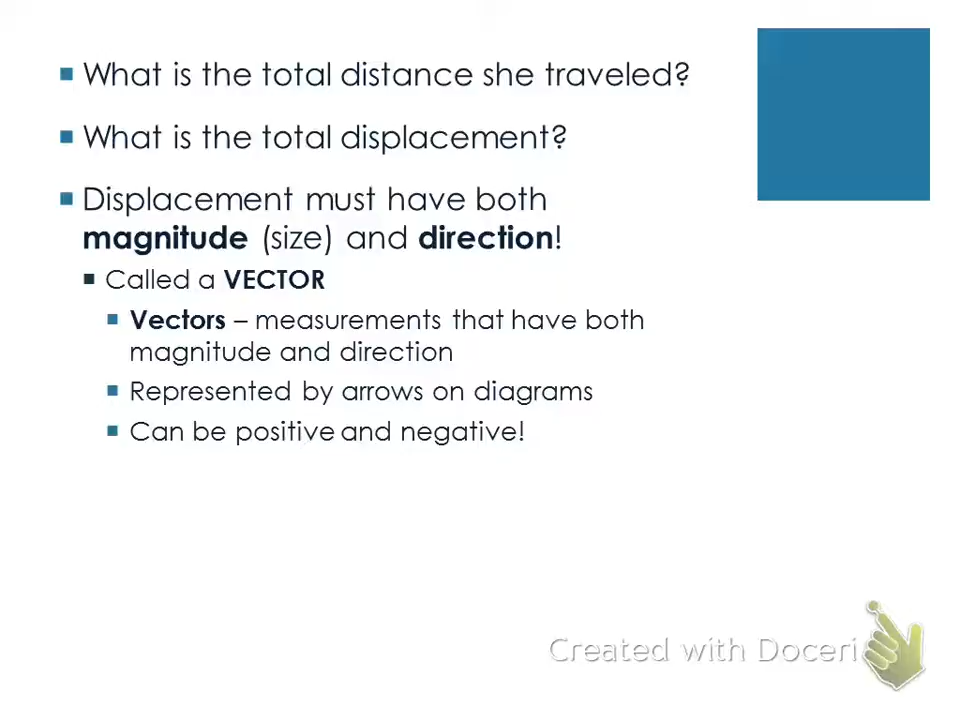 What is the total distance she traveled?
What is the total displacement?
Displacement must have both
magnitude (size) and direction!
Called a VECTOR
Vectors – measurements that have both
magnitude and direction
Represented by arrows on diagrams
Can be positive and negative!
Created with Doceri